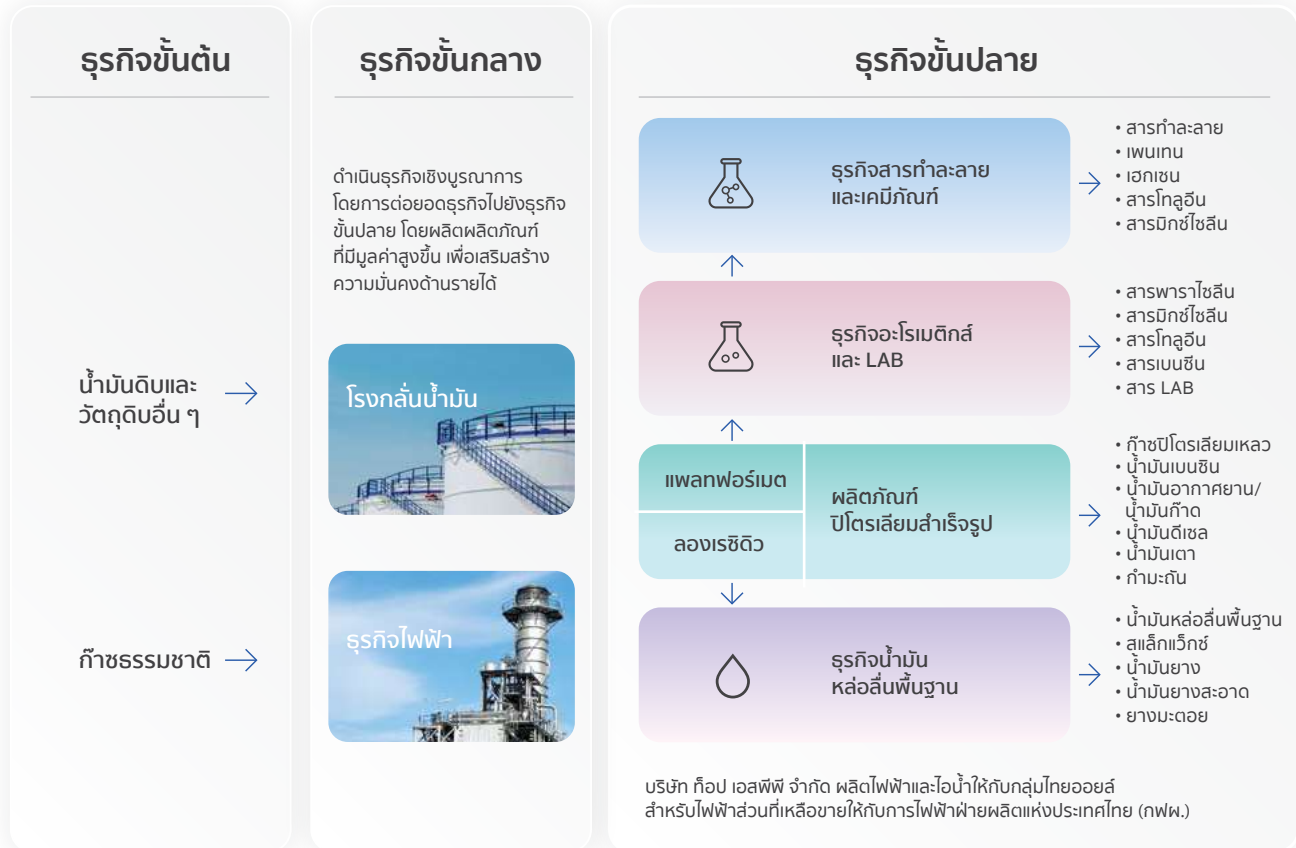 ธุรกิจขั้นต้น
น้ำมันดิบและ
วัตถุดิบอื่น ๆ
ก๊าซธรรมชาติ
ธุรกิจขั้นกลาง
ดำเนินธุรกิจเชิงบูรณาการ
โดยการต่อยอดธุรกิจไปยังธุรกิจ
ขั้นปลาย โดยผลิตผลิตภัณฑ์
ที่มีมูลค่าสูงขึ้น เพื่อเสริมสร้าง
ความมั่นคงด้านรายได้
โรงกลั่นน้ำมัน
ธุรกิจไฟฟ้า
ธุรกิจขั้นปลาย
ธุรกิจสารทำละลาย
และเคมีภัณฑ์
• สารทำละลาย
• เพนเทน
• เฮกเซน
• สารโทลูอีน
• สารมิกซ์ไซลีน
ธุรกิจอะโรเมติกส์
และ LAB
• สารพาราไซลีน
• สารมิกซ์ไซลีน
• สารโทลูอีน
• สารเบนซีน
• สาร LAB
แพลทฟอร์เมต
ลองเรซิดิว
ผลิตภัณฑ์
ปิโตรเลียมสำเร็จรูป
• ก๊าซปิโตรเลียมเหลว
• น้ำมันเบนซิน
• น้ำมันอากาศยาน/
น้ำมันก๊าด
• น้ำมันดีเซล
• น้ำมันเตา
• กำมะถัน
ธุรกิจน้ำมัน
หล่อลื่นพื้นฐาน
• น้ำมันหล่อลื่นพื้นฐาน
• สแล็กแว็กซ์
• น้ำมันยาง
• น้ำมันยางสะอาด
• ยางมะตอย
บริษัท ท็อป เอสพีพี จำกัด ผลิตไฟฟ้าและไอน้ำให้กับกลุ่มไทยออยล์
สำหรับไฟฟ้าส่วนที่เหลือขายให้กับการไฟฟ้าฝ่ายผลิตแห่งประเทศไทย (กฟผ.)